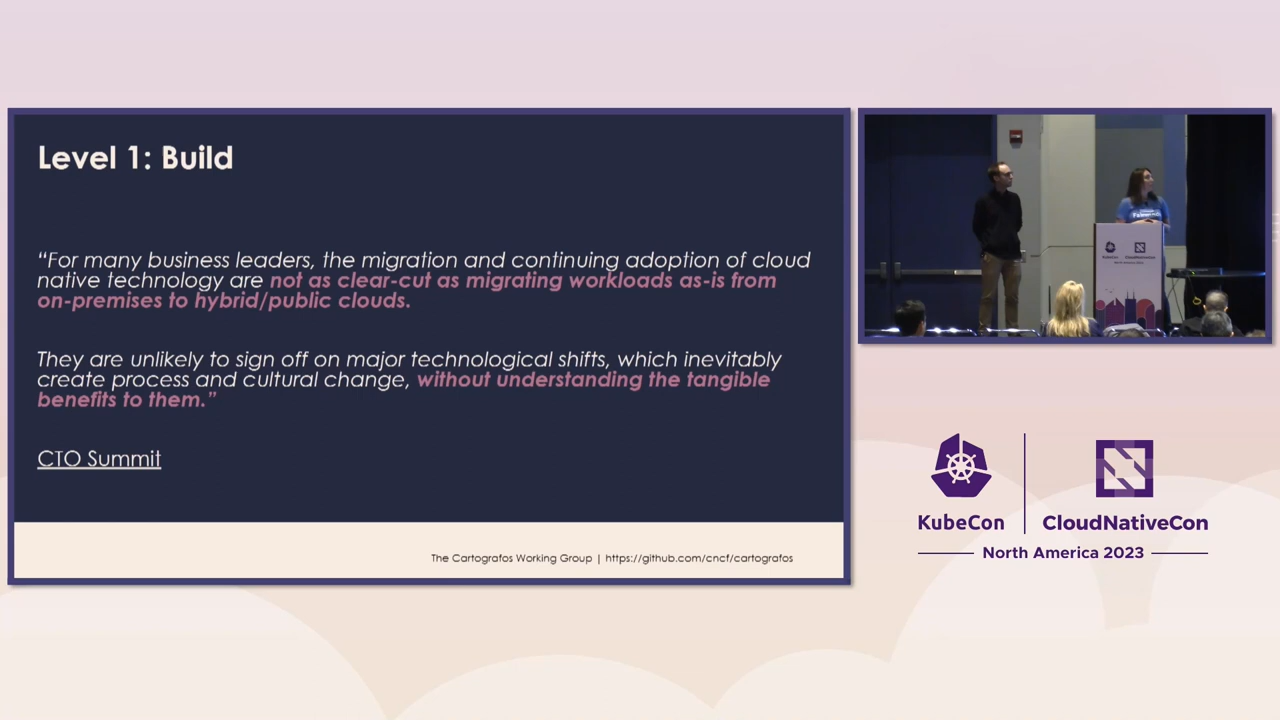 Level 1: Build
“For many business leaders, the migration and continuing adoption of cloud
native technology are not as clear-cut as migrating workloads as-is from
on-premises to hybrid/public clouds.
They are unlikely to sign off on major technological shifts, which inevitably
create process and cultural change, without understanding the tangible
benefits to them.”
CTO Summit
The Cartografos Working Group | https://github.com/cncf/cartografos
KubeCon
CloudNativeCon
North America 2023
KubeCon CloudNativeCon